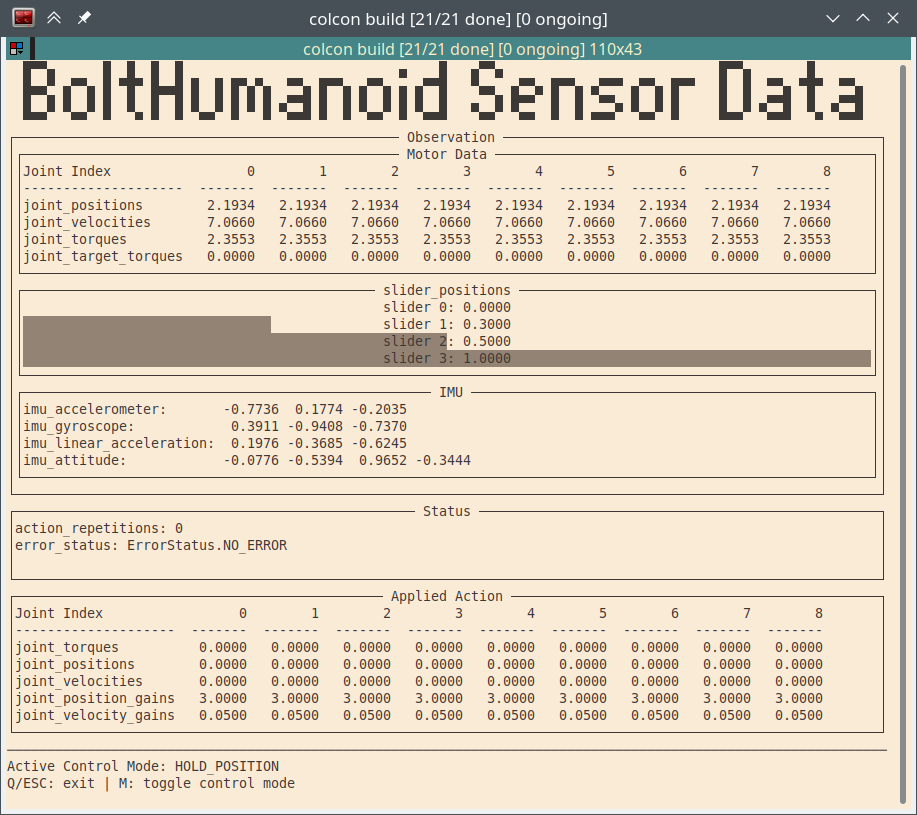 colcon build [21/21 done] [0 ongoing]
colcon build [21/21 done] [0 ongoing] 110x43
BoltHumanoid Sensor Data
Observation
Motor Data
Joint Index 0 1 2 3 4 5 6 7 8
-------------------- ------- ------- ------- ------- ------- ------- ------- ------- -------
joint_positions 2.1934 2.1934 2.1934 2.1934 2.1934 2.1934 2.1934 2.1934 2.1934
joint_velocities 7.0660 7.0660 7.0660 7.0660 7.0660 7.0660 7.0660 7.0660 7.0660
joint_torques 2.3553 2.3553 2.3553 2.3553 2.3553 2.3553 2.3553 2.3553 2.3553
joint_target_torques 0.0000 0.0000 0.0000 0.0000 0.0000 0.0000 0.0000 0.0000 0.0000
slider_positions
slider 0: 0.0000
slider 1: 0.3000
slider 2: 0.5000
slider 3: 1.0000
IMU
imu_accelerometer: -0.7736 0.1774 -0.2035
imu_gyroscope: 0.3911 -0.9408 -0.7370
imu_linear_acceleration: 0.1976 -0.3685 -0.6245
imu_attitude: -0.0776 -0.5394 0.9652 -0.3444
Status
action_repetitions: 0
error_status: ErrorStatus.NO_ERROR
Applied Action
Joint Index 0 1 2 3 4 5 6 7 8
-------------------- ------- ------- ------- ------- ------- ------- ------- ------- -------
joint_torques 0.0000 0.0000 0.0000 0.0000 0.0000 0.0000 0.0000 0.0000 0.0000
joint_positions 0.0000 0.0000 0.0000 0.0000 0.0000 0.0000 0.0000 0.0000 0.0000
joint_velocities 0.0000 0.0000 0.0000 0.0000 0.0000 0.0000 0.0000 0.0000 0.0000
joint_position_gains 3.0000 3.0000 3.0000 3.0000 3.0000 3.0000 3.0000 3.0000 3.0000
joint_velocity_gains 0.0500 0.0500 0.0500 0.0500 0.0500 0.0500 0.0500 0.0500 0.0500
Active Control Mode: HOLD_POSITION
Q/ESC: exit | M: toggle control mode